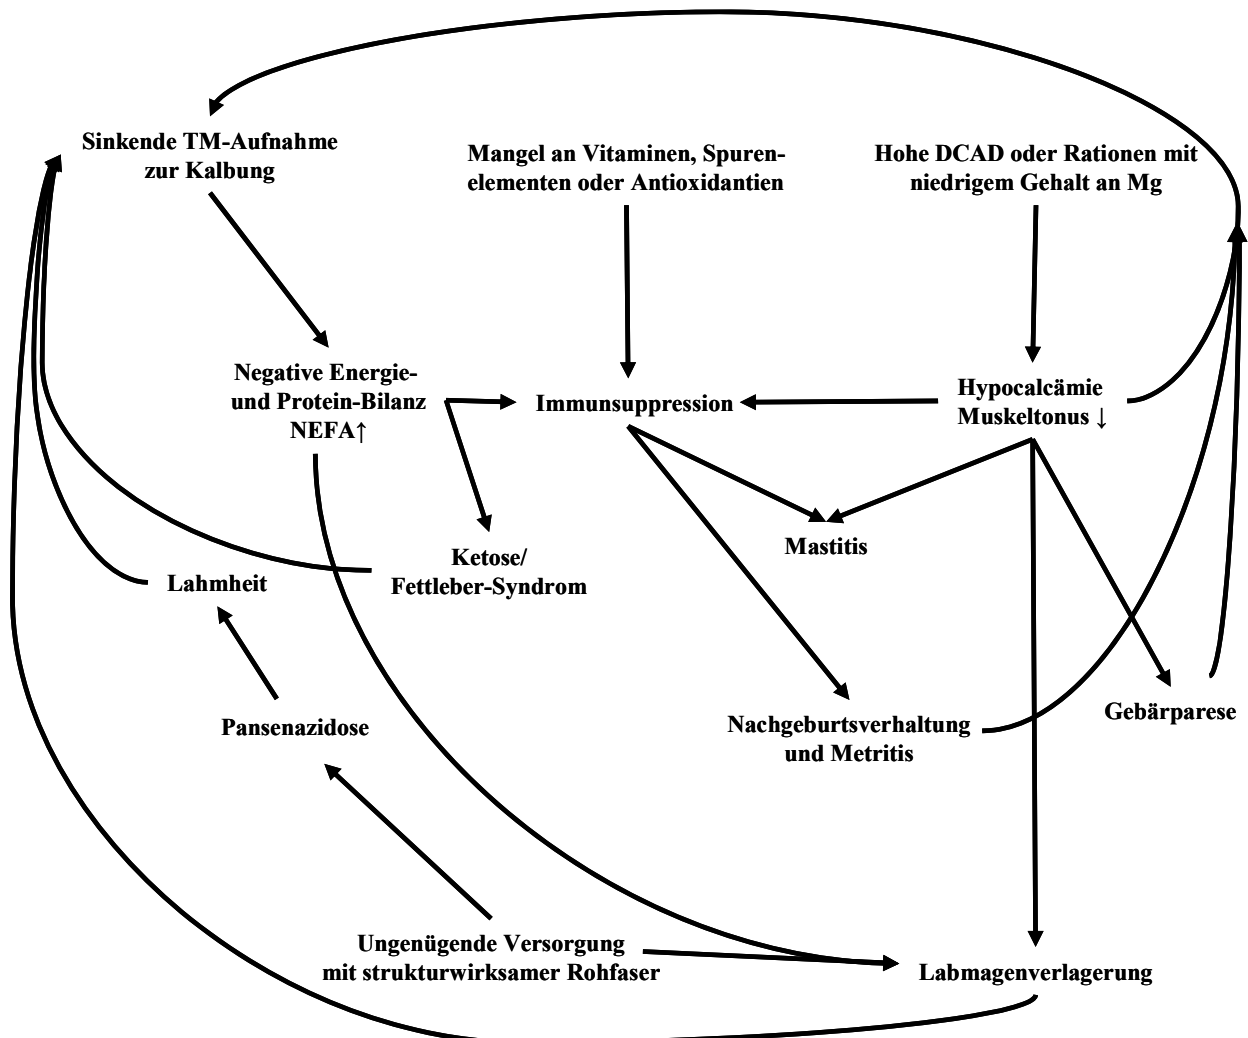 Sinkende TM-Aufnahme
zur Kalbung
Mangel an Vitaminen, Spuren-
elementen oder Antioxidantien
Hohe DCAD oder Rationen mit
niedrigem Gehalt an Mg
Negative Energie-
und Protein-Bilanz
NEFA↑
Immunsuppression
Hypocalcämie
Muskeltonus ↓
Mastitis
Ketose/
Fettleber-Syndrom
Lahmheit
Pansenazidose
Nachgeburtsverhaltung
und Metritis
Gebärparese
Ungenügende Versorgung
mit strukturwirksamer Rohfaser
Labmagenverlagerung